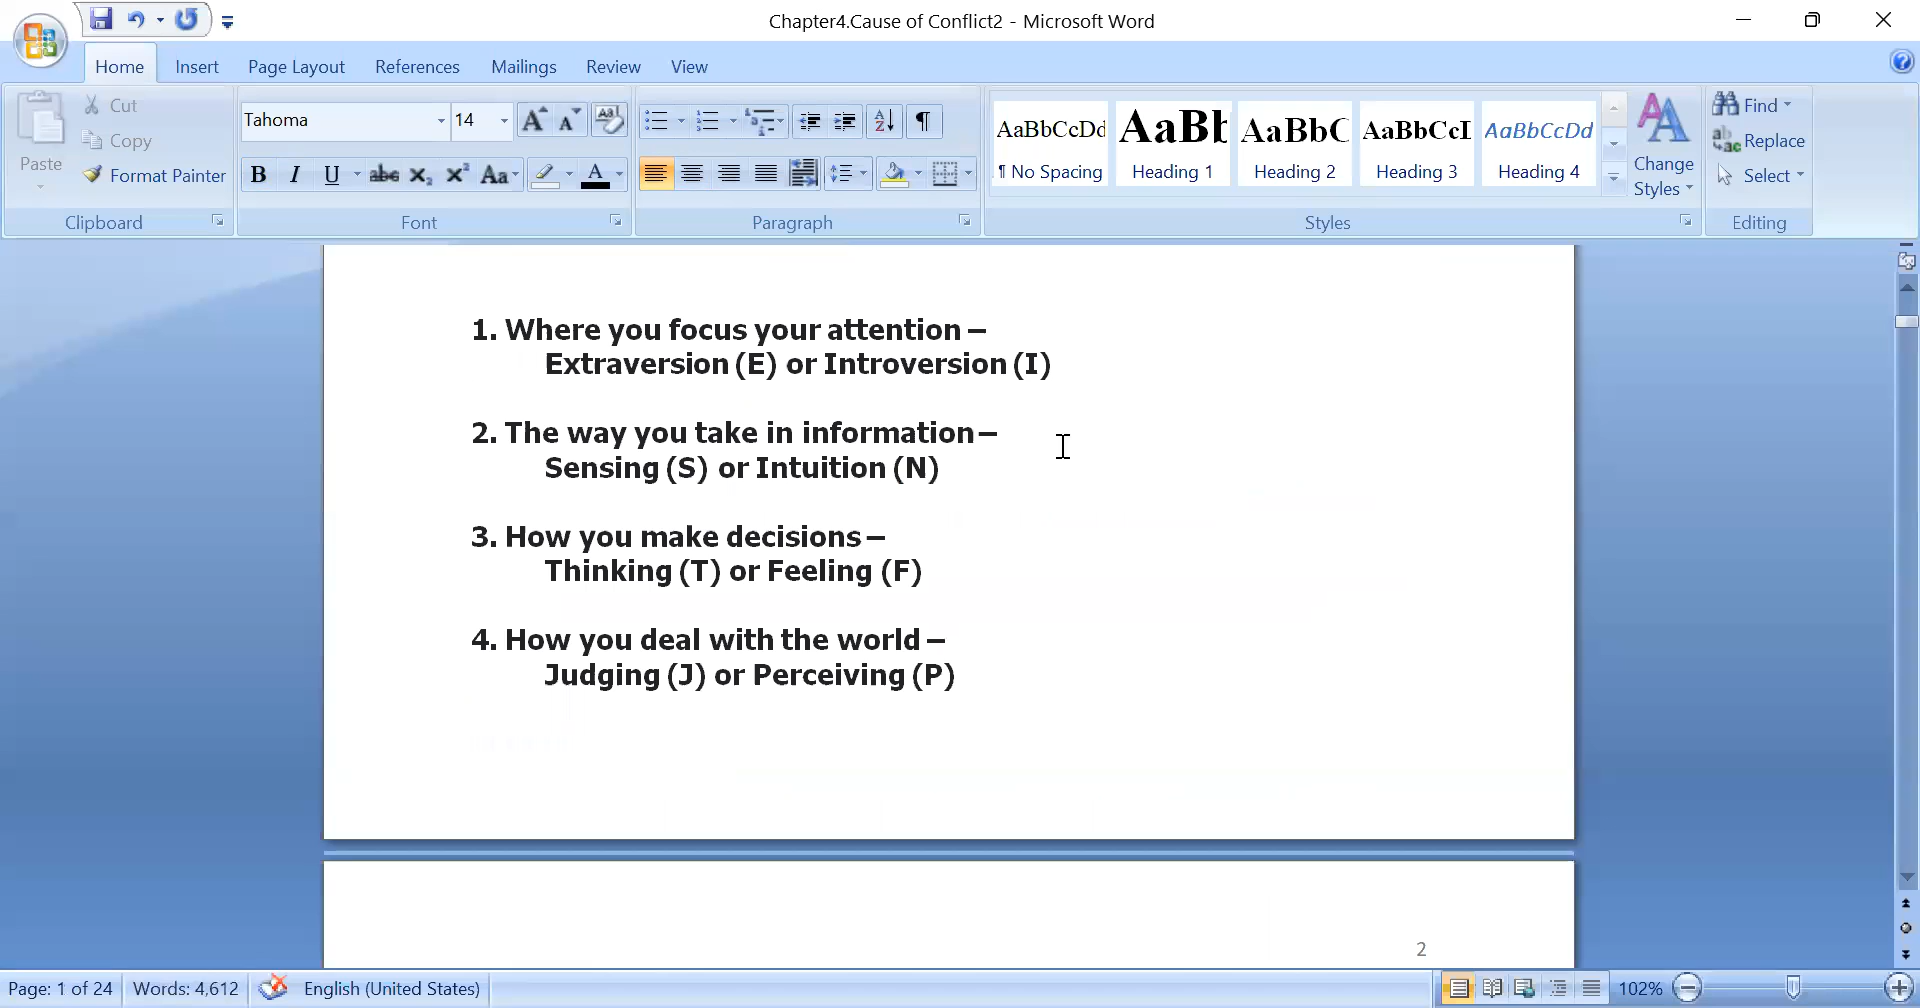 Chapter4.Cause of Conflict2 - Microsoft Word
Home Insert Page Layout References Mailings Review View
Paste
Cut
Copy
Format Painter
Clipboard
Tahoma 14
B I U abc X₂ X² Aa A
Font
Paragraph
AaBbCcDd AaBb AaBbC AaBbCcI AaBbCcDd
¶ No Spacing Heading 1 Heading 2 Heading 3 Heading 4
Change
Styles
Styles
Find
Replace
Select
Editing
1. Where you focus your attention –
Extraversion (E) or Introversion (I)
2. The way you take in information –
Sensing (S) or Intuition (N)
3. How you make decisions –
Thinking (T) or Feeling (F)
4. How you deal with the world –
Judging (J) or Perceiving (P)
2
Page: 1 of 24 Words: 4,612 English (United States) 102%